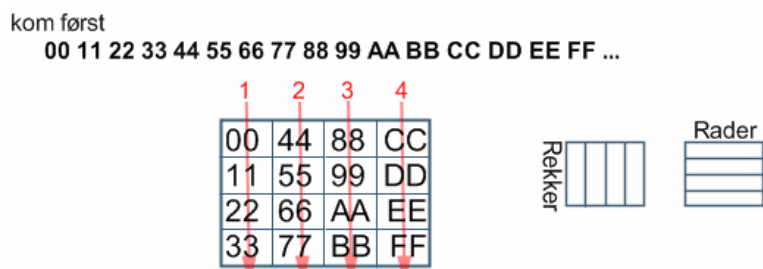 kom først
00 11 22 33 44 55 66 77 88 99 AA BB CC DD EE FF ...
1 2 3 4
00 44 88 CC
11 55 99 DD
22 66 AA EE
33 77 BB FF
Rekker
Rader